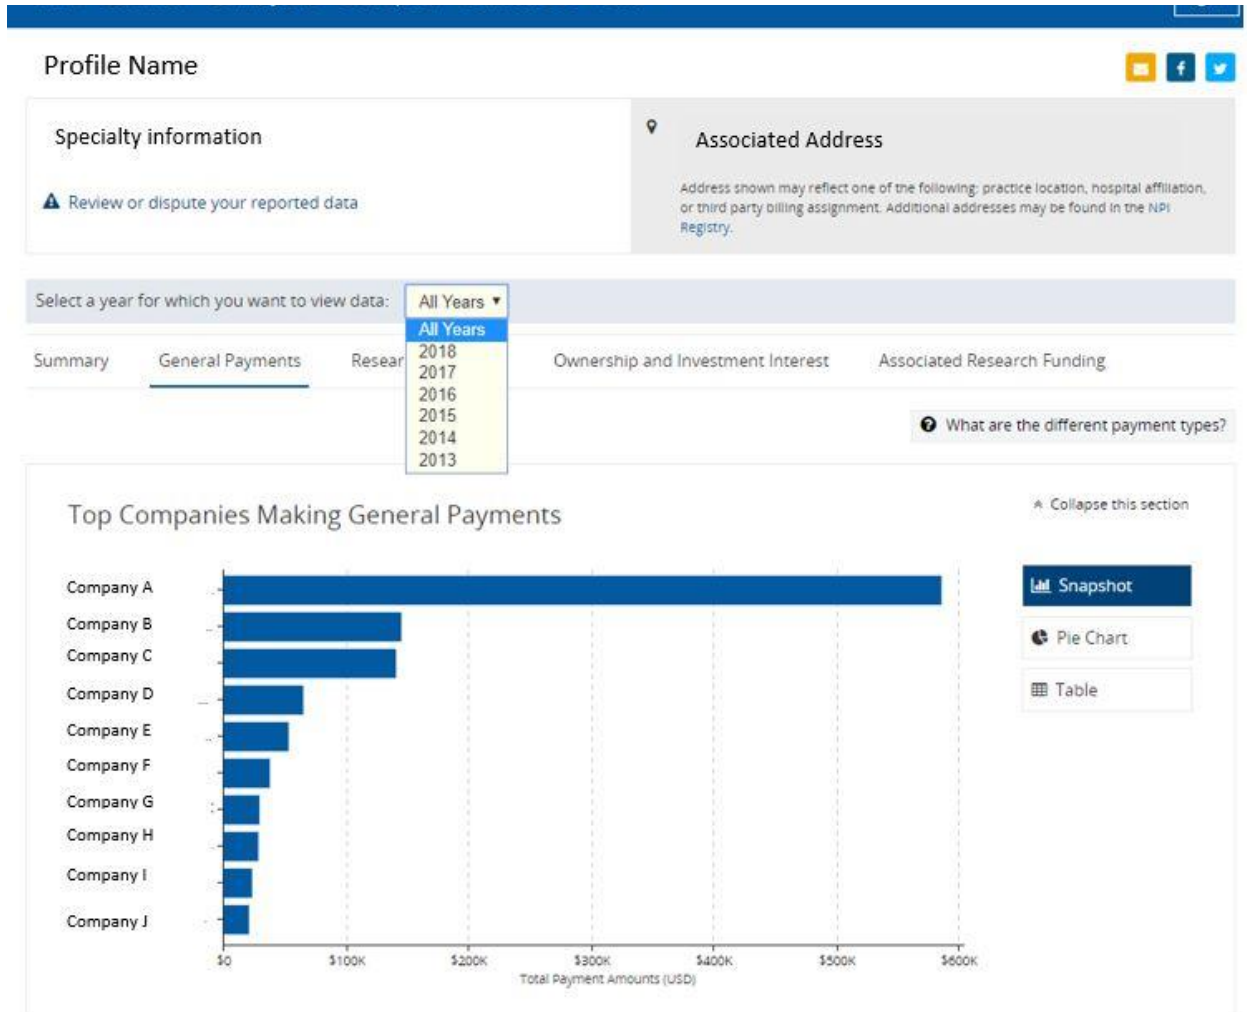 Profile Name
Specialty information
Review or dispute your reported data
Associated Address
Address shown may reflect one of the following: practice location, hospital affiliation,
or third party billing assignment. Additional addresses may be found in the NPI
Registry.
Select a year for which you want to view data:
All Years
All Years
2018
2017
2016
2015
2014
2013
Summary
General Payments
Resear
Ownership and Investment Interest
Associated Research Funding
What are the different payment types?
Top Companies Making General Payments
Collapse this section
Company A
Company B
Company C
Company D
Company E
Company F
Company G
Company H
Company I
Company J
$0 $100K $200K $300K $400K $500K $600K
Total Payment Amounts (USD)
Snapshot
Pie Chart
Table